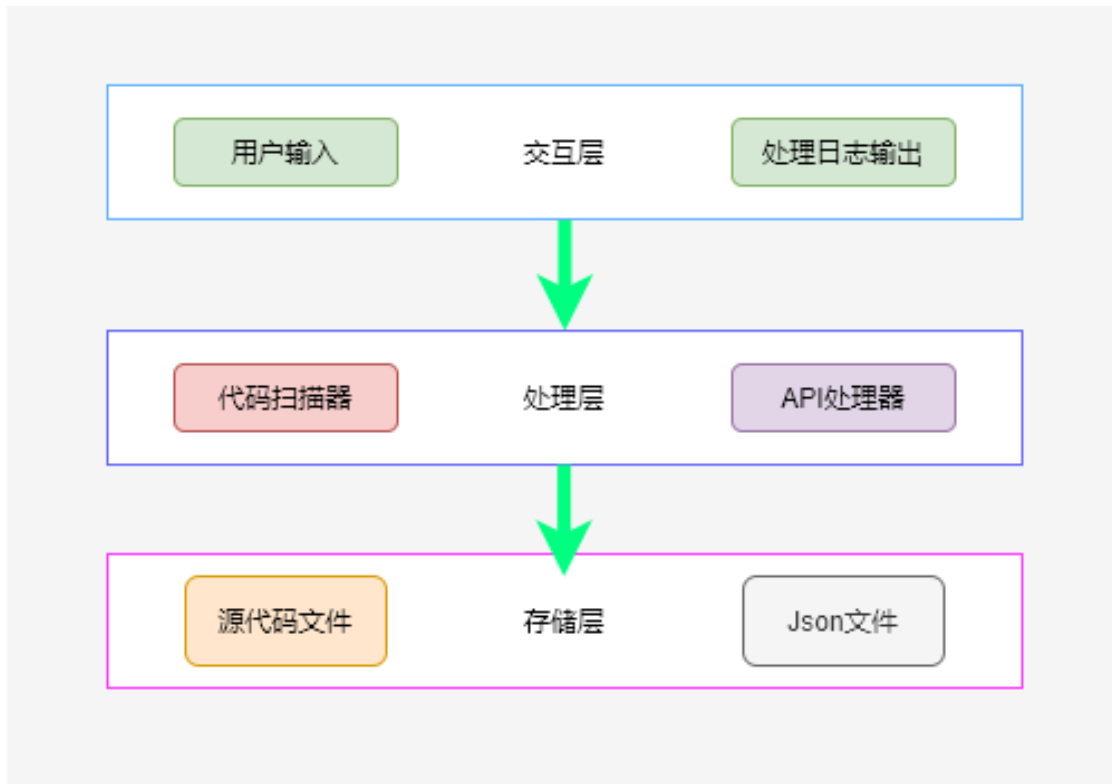 用户输入
交互层
处理日志输出
代码扫描器
处理层
API处理器
源代码文件
存储层
Json文件